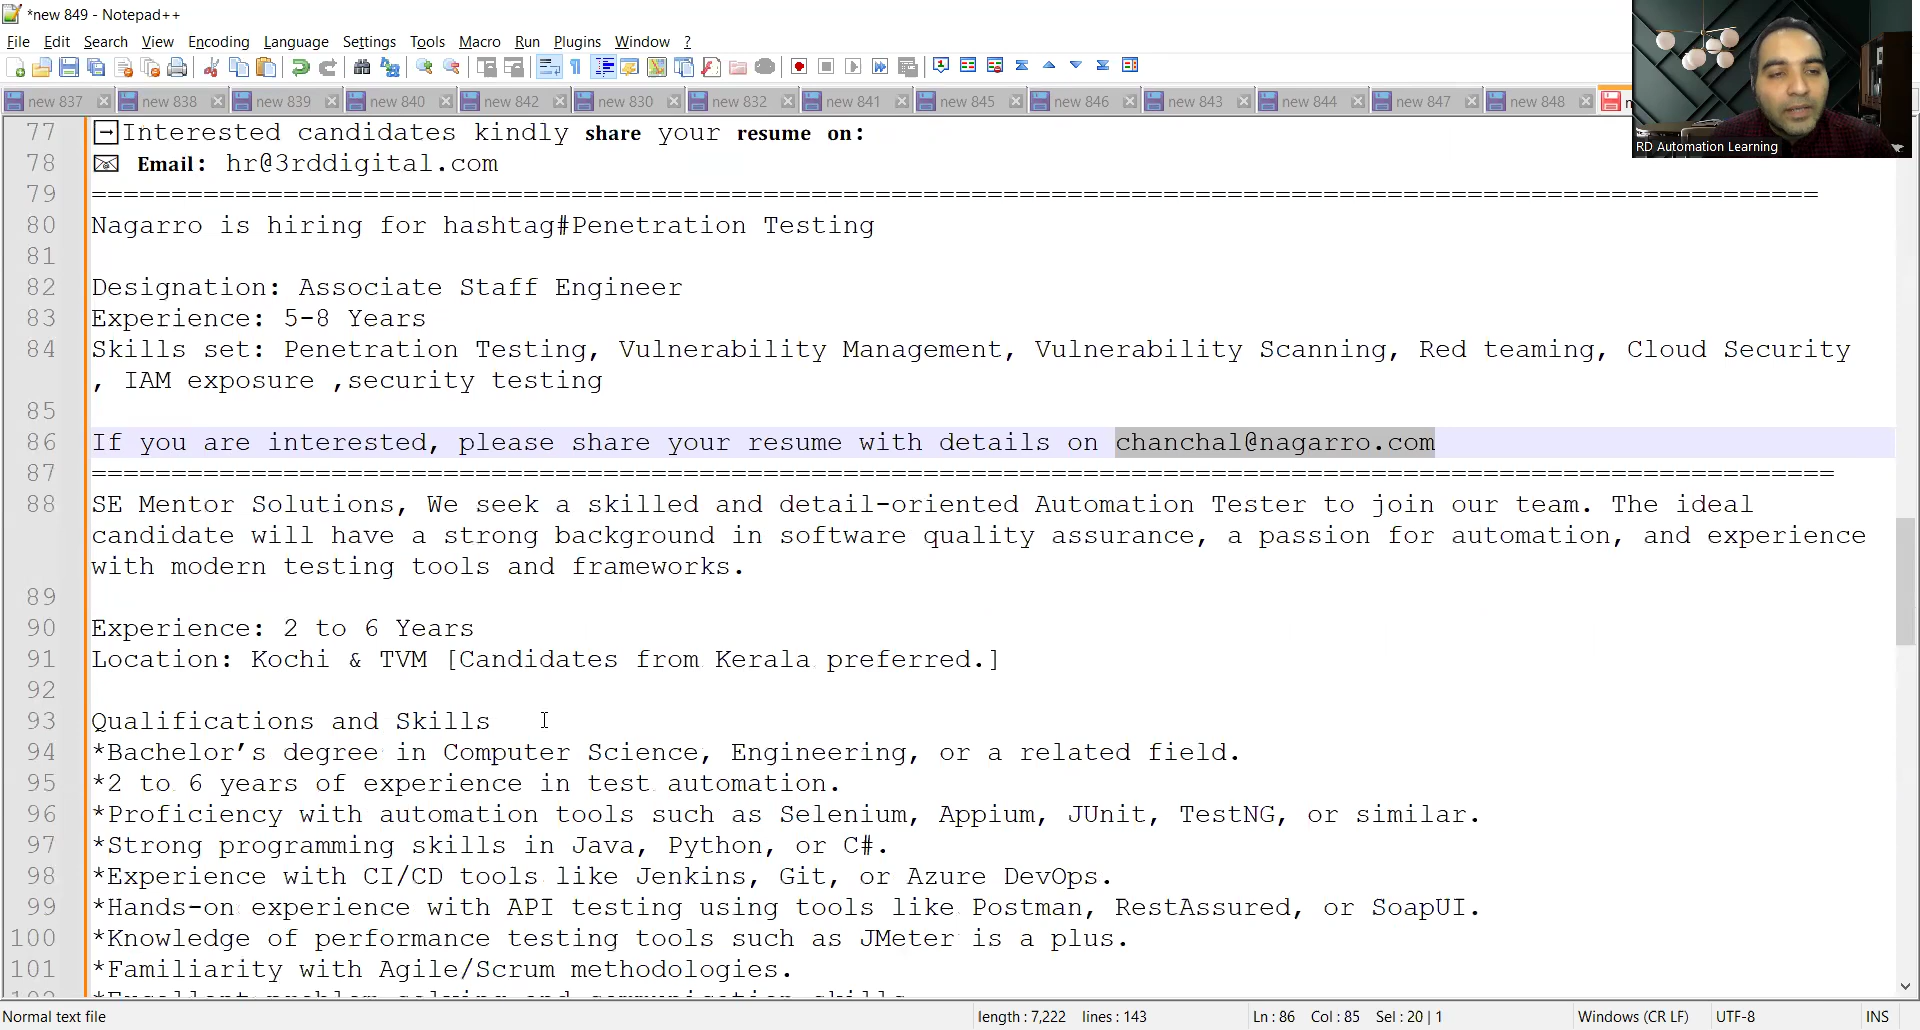 *new 849 - Notepad++
File Edit Search View Encoding Language Settings Tools Macro Run Plugins Window ?
new 837 new 838 new 839 new 840 new 842 new 830 new 832 new 841 new 845 new 846 new 843 new 844 new 847 new 848
RD Automation Learning
77 Interested candidates kindly share your resume on:
78 Email: hr@3rddigital.com
79 ============================================================================================================
80 Nagarro is hiring for hashtag#Penetration Testing
81
82 Designation: Associate Staff Engineer
83 Experience: 5-8 Years
84 Skills set: Penetration Testing, Vulnerability Management, Vulnerability Scanning, Red teaming, Cloud Security
, IAM exposure ,security testing
85
86 If you are interested, please share your resume with details on chanchal@nagarro.com
87 =============================================================================================================
88 SE Mentor Solutions, We seek a skilled and detail-oriented Automation Tester to join our team. The ideal
candidate will have a strong background in software quality assurance, a passion for automation, and experience
with modern testing tools and frameworks.
89
90 Experience: 2 to 6 Years
91 Location: Kochi & TVM [Candidates from Kerala preferred.]
92
93 Qualifications and Skills
94 *Bachelor’s degree in Computer Science, Engineering, or a related field.
95 *2 to 6 years of experience in test automation.
96 *Proficiency with automation tools such as Selenium, Appium, JUnit, TestNG, or similar.
97 *Strong programming skills in Java, Python, or C#.
98 *Experience with CI/CD tools like Jenkins, Git, or Azure DevOps.
99 *Hands-on experience with API testing using tools like Postman, RestAssured, or SoapUI.
100 *Knowledge of performance testing tools such as JMeter is a plus.
101 *Familiarity with Agile/Scrum methodologies.
Normal text file length : 7,222 lines : 143 Ln : 86 Col : 85 Sel : 20 | 1 Windows (CR LF) UTF-8 INS